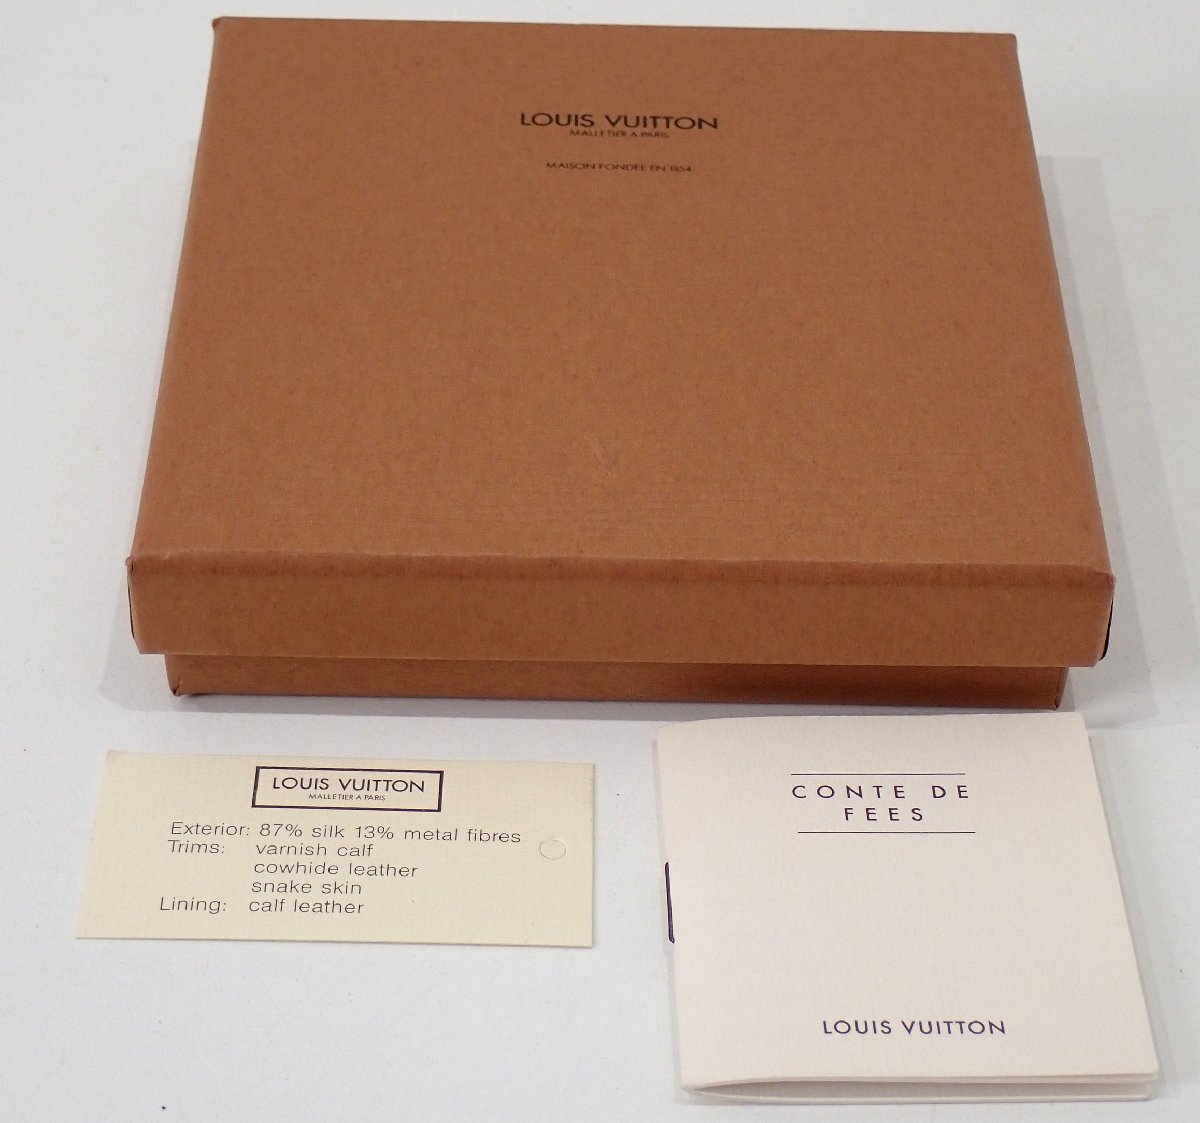 LOUIS VUITTON
MALLETIER A PARIS
MAISON FONDÉE EN 1854
LOUIS VUITTON
MALLETIER A PARIS
Exterior: 87% silk 13% metal fibres
Trims: varnish calf
cowhide leather
snake skin
Lining: calf leather
CONTE DE
FEES
LOUIS VUITTON